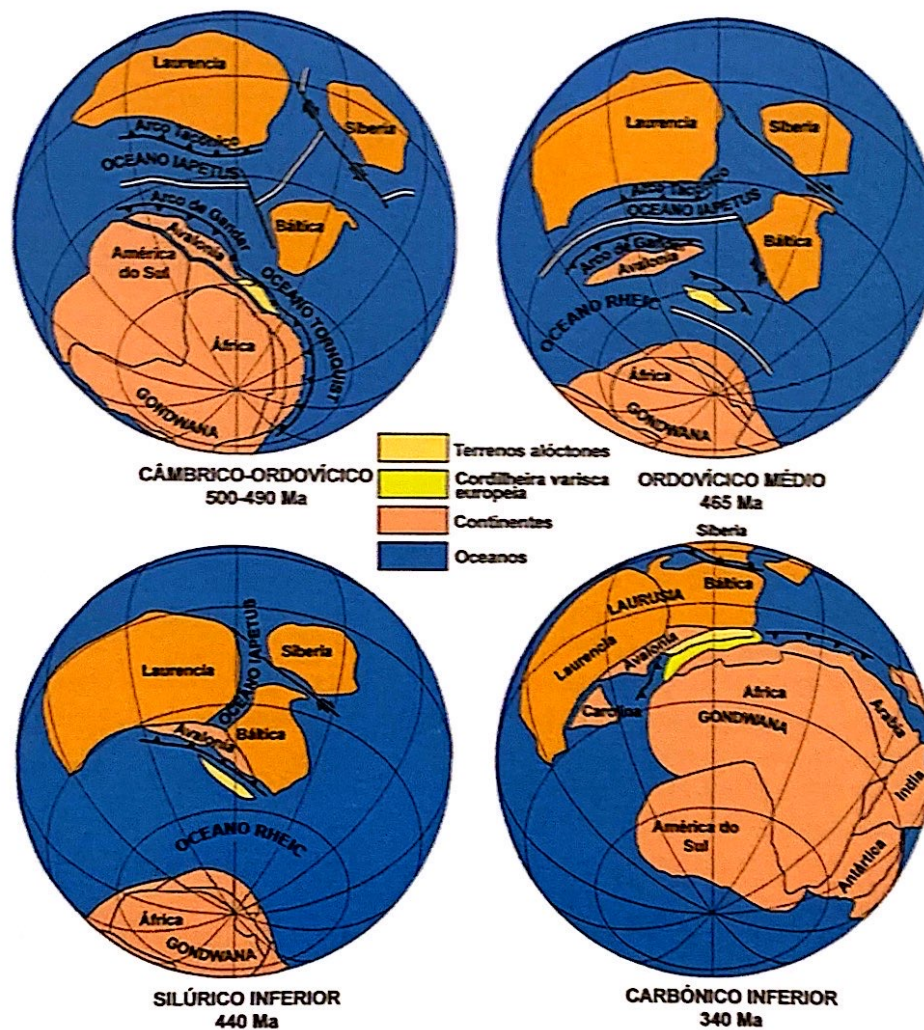 Laurencia
Sibéria
Arco Tacónico
OCEANO IAPETUS
Arco de Gander
Avalonia
Báltica
América
do Sul
OCEANO TORNQUIST
África
GONDWANA
CÂMBRICO-ORDOVÍCICO
500-490 Ma
Laurencia
Sibéria
Arco Tacónico
OCEANO IAPETUS
Báltica
Arco de Gander
Avalonia
OCEANO RHEIC
África
GONDWANA
ORDOVÍCICO MÉDIO
465 Ma
Terrenos alóctones
Cordilheira varisca
europeia
Continentes
Oceanos
Laurencia
OCEANO IAPETUS
Siberia
Avalonia
Báltica
OCEANO RHEIC
África
GONDWANA
SILÚRICO INFERIOR
440 Ma
Siberia
Báltica
LAURUSIA
Laurencia
Avalonia
Carolina
África
GONDWANA
Arabia
India
América do
Sul
Antártica
CARBÓNICO INFERIOR
340 Ma